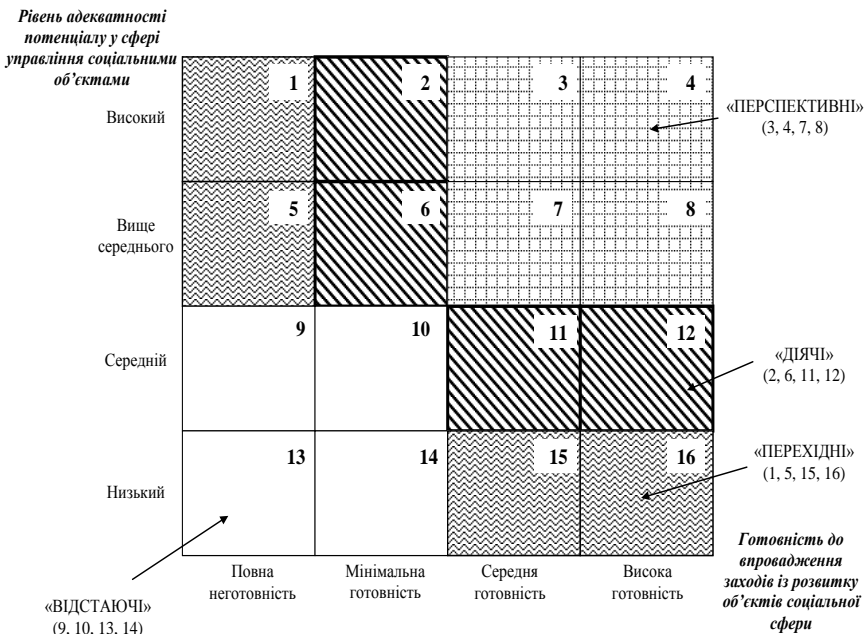 Рівень адекватності
потенціалу у сфері
управління соціальними
об’єктами
1
2
3
4
Високий
«ПЕРСПЕКТИВНІ»
(3, 4, 7, 8)
5
6
7
8
Вище
середнього
9
10
11
12
Середній
«ДІЯЧІ»
(2, 6, 11, 12)
13
14
15
16
Низький
«ПЕРЕХІДНІ»
(1, 5, 15, 16)
Повна
неготовність
Мінімальна
готовність
Середня
готовність
Висока
готовність
Готовність до
впровадження
заходів із розвитку
об’єктів соціальної
сфери
«ВІДСТАЮЧІ»
(9, 10, 13, 14)